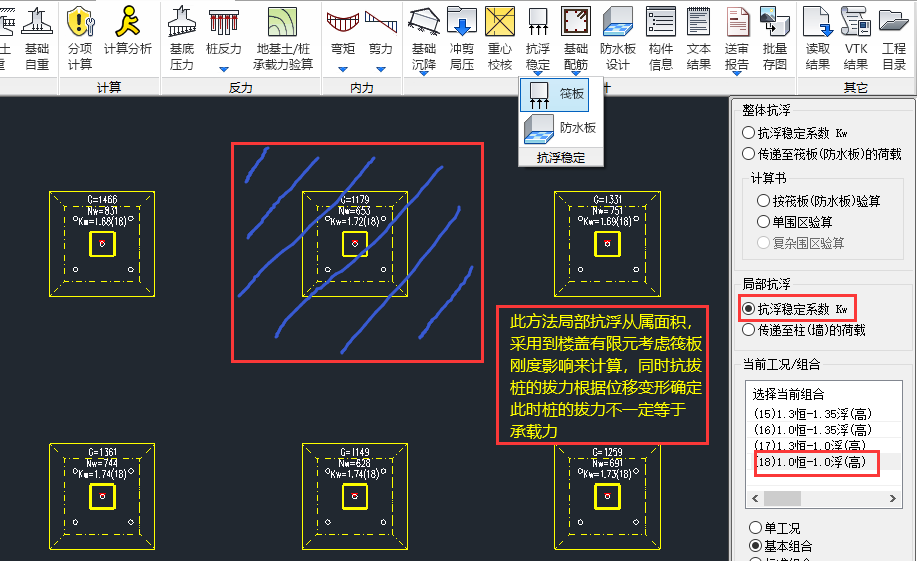 土
重
基础
自重
分项
计算
计算分析
基底
压力
桩反力
地基土/桩
承载力验算
弯矩
剪力
基础
沉降
冲剪
局压
重心
校核
抗浮
稳定
基础
配筋
防水板
设计
构件
信息
文本
结果
送审
报告
批量
存图
读取
结果
VTK
结果
工程
目录
计算
反力
内力
计
其它
筏板
防水板
抗浮稳定
G=1466
Nw=831
Kw=1.68(18)
G=1179
Nw=653
Kw=1.72(18)
G=1331
Nw=751
Kw=1.69(18)
此方法局部抗浮从属面积，
采用到楼盖有限元考虑筏板
刚度影响来计算，同时抗拔
桩的拔力根据位移变形确定
此时桩的拔力不一定等于
承载力
G=1361
Nw=744
Kw=1.74(18)
G=1149
Nw=628
Kw=1.74(18)
G=1259
Nw=691
Kw=1.73(18)
整体抗浮
抗浮稳定系数 Kw
传递至筏板(防水板)的荷载
计算书
按筏板(防水板)验算
单围区验算
复杂围区验算
局部抗浮
抗浮稳定系数 Kw
传递至柱(墙)的荷载
当前工况/组合
选择当前组合
(15)1.3恒-1.35浮(高)
(16)1.0恒-1.35浮(高)
(17)1.3恒-1.0浮(高)
(18)1.0恒-1.0浮(高)
单工况
基本组合